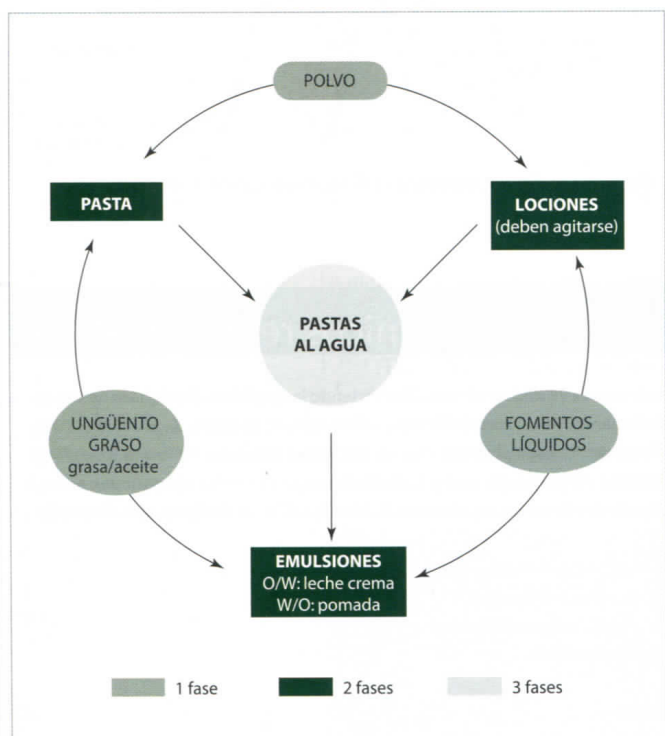 POLVO
PASTA
LOCIONES
(deben agitarse)
PASTAS
AL AGUA
UNGÜENTO
GRASO
grasa/aceite
FOMENTOS
LÍQUIDOS
EMULSIONES
O/W: leche crema
W/O: pomada
1 fase
2 fases
3 fases